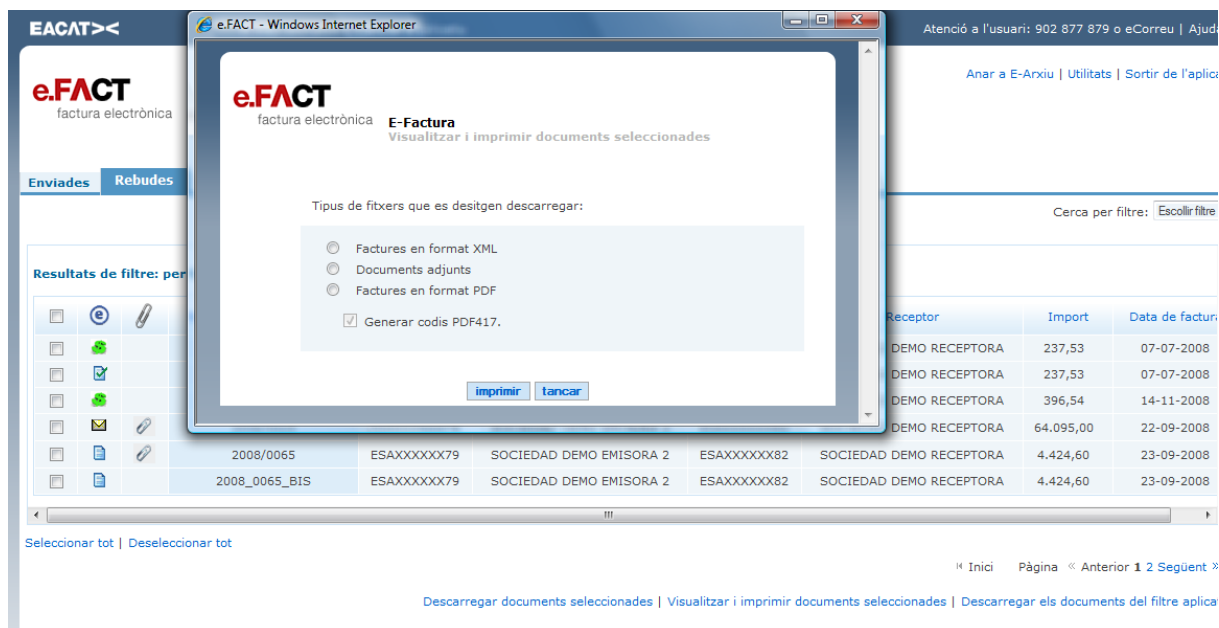 EACAT><
e.FACT - Windows Internet Explorer
Atenció a l'usuari: 902 877 879 o eCorreu | Ajuda
Anar a E-Arxiu | Utilitats | Sortir de l'aplica
e.FACT
factura electrònica
e.FACT
factura electrònica
E-Factura
Visualitzar i imprimir documents seleccionades
Enviades Rebudes
Cerca per filtre: Escollir filtre
Tipus de fitxers que es desitgen descarregar:
Factures en format XML
Documents adjunts
Factures en format PDF
Generar codis PDF417.
imprimir tancar
Resultats de filtre: per
Receptor Import Data de factura
DEMO RECEPTORA 237,53 07-07-2008
DEMO RECEPTORA 237,53 07-07-2008
DEMO RECEPTORA 396,54 14-11-2008
DEMO RECEPTORA 64.095,00 22-09-2008
2008/0065 ESAXXXXXX79 SOCIEDAD DEMO EMISORA 2 ESAXXXXXX82 SOCIEDAD DEMO RECEPTORA 4.424,60 23-09-2008
2008_0065_BIS ESAXXXXXX79 SOCIEDAD DEMO EMISORA 2 ESAXXXXXX82 SOCIEDAD DEMO RECEPTORA 4.424,60 23-09-2008
Seleccionar tot | Deseleccionar tot
Inici Pàgina « Anterior 1 2 Següent »
Descarregar documents seleccionades | Visualitzar i imprimir documents seleccionades | Descarregar els documents del filtre aplicat